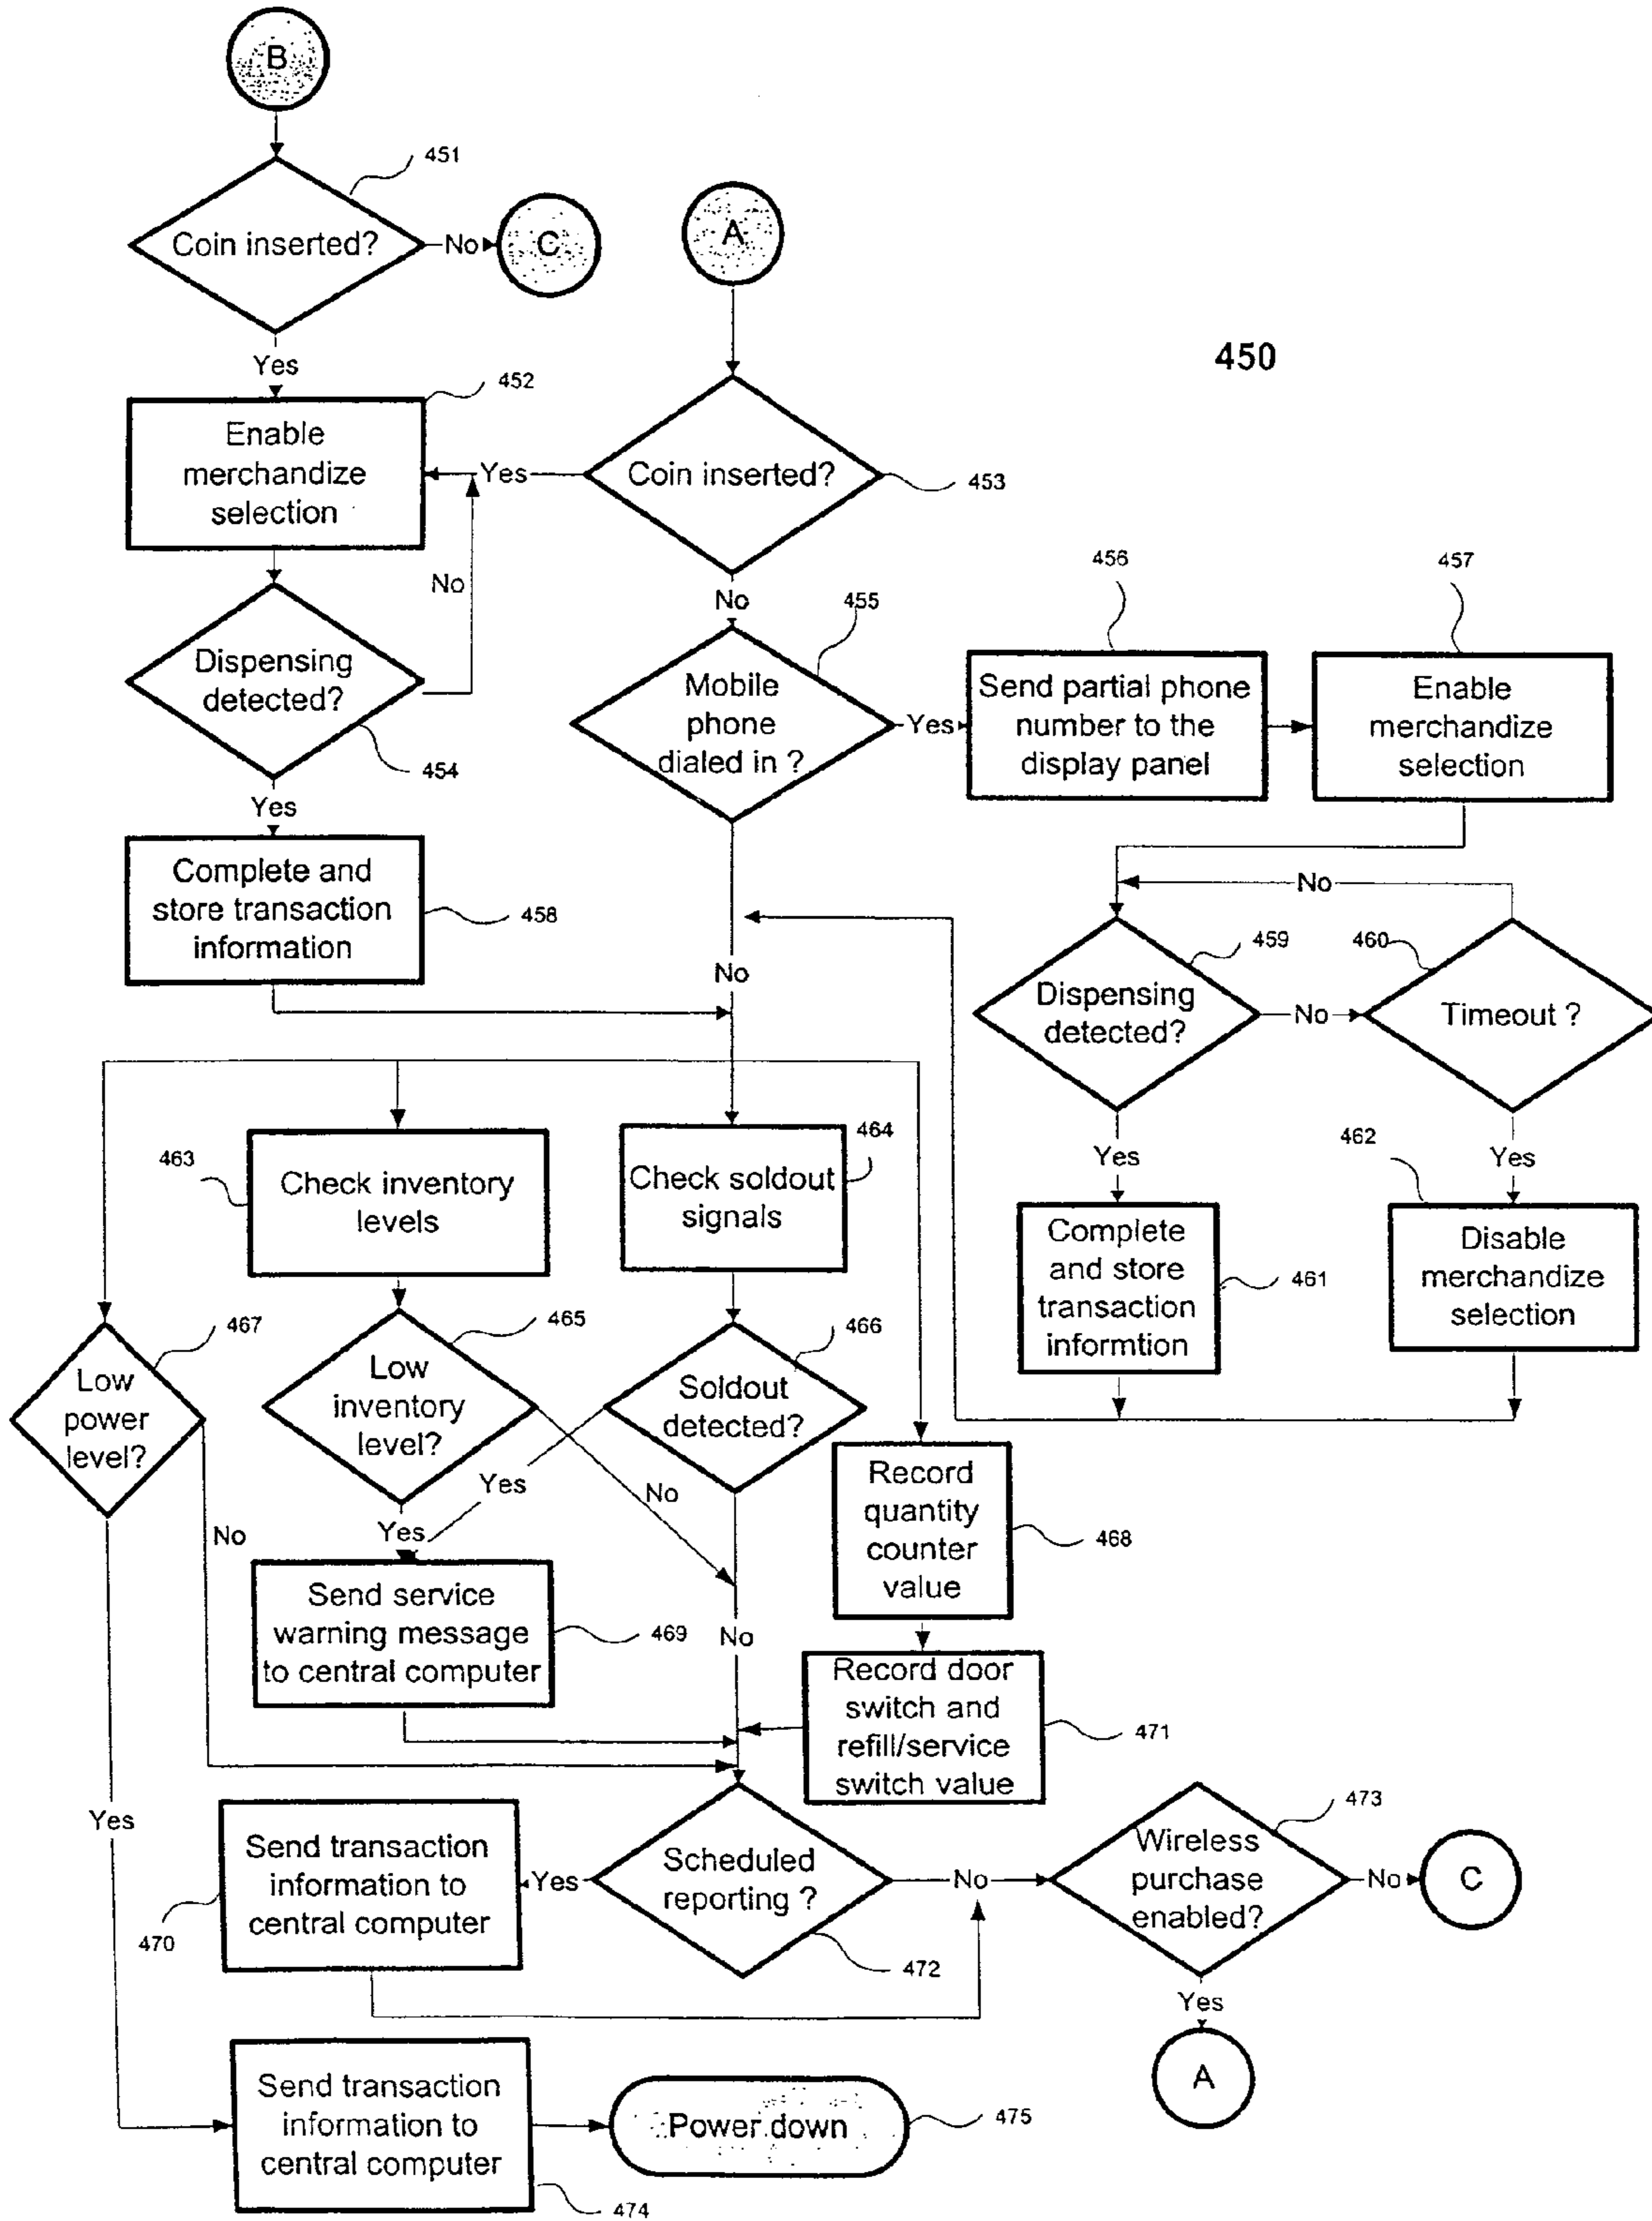 B
451
Coin inserted?
No
C
A
450
Yes
452
Enable
merchandize
selection
Yes
Coin inserted?
453
No
No
455
456
457
Dispensing
detected?
454
Mobile
phone
dialed in ?
Yes
Send partial phone
number to the
display panel
Enable
merchandize
selection
Yes
Complete and
store transaction
information
458
No
No
459
460
Dispensing
detected?
No
Timeout ?
463
Check inventory
levels
464
Check soldout
signals
Yes
462
Yes
Complete
and store
transaction
informtion
461
Disable
merchandize
selection
467
Low
power
level?
465
Low
inventory
level?
466
Soldout
detected?
Yes
No
No
Yes
Record
quantity
counter
value
468
Send service
warning message
to central computer
469
No
Record door
switch and
refill/service
switch value
471
Yes
473
Send transaction
information to
central computer
470
Yes
Scheduled
reporting ?
472
No
Wireless
purchase
enabled?
No
C
Yes
A
Send transaction
information to
central computer
474
Power down
475